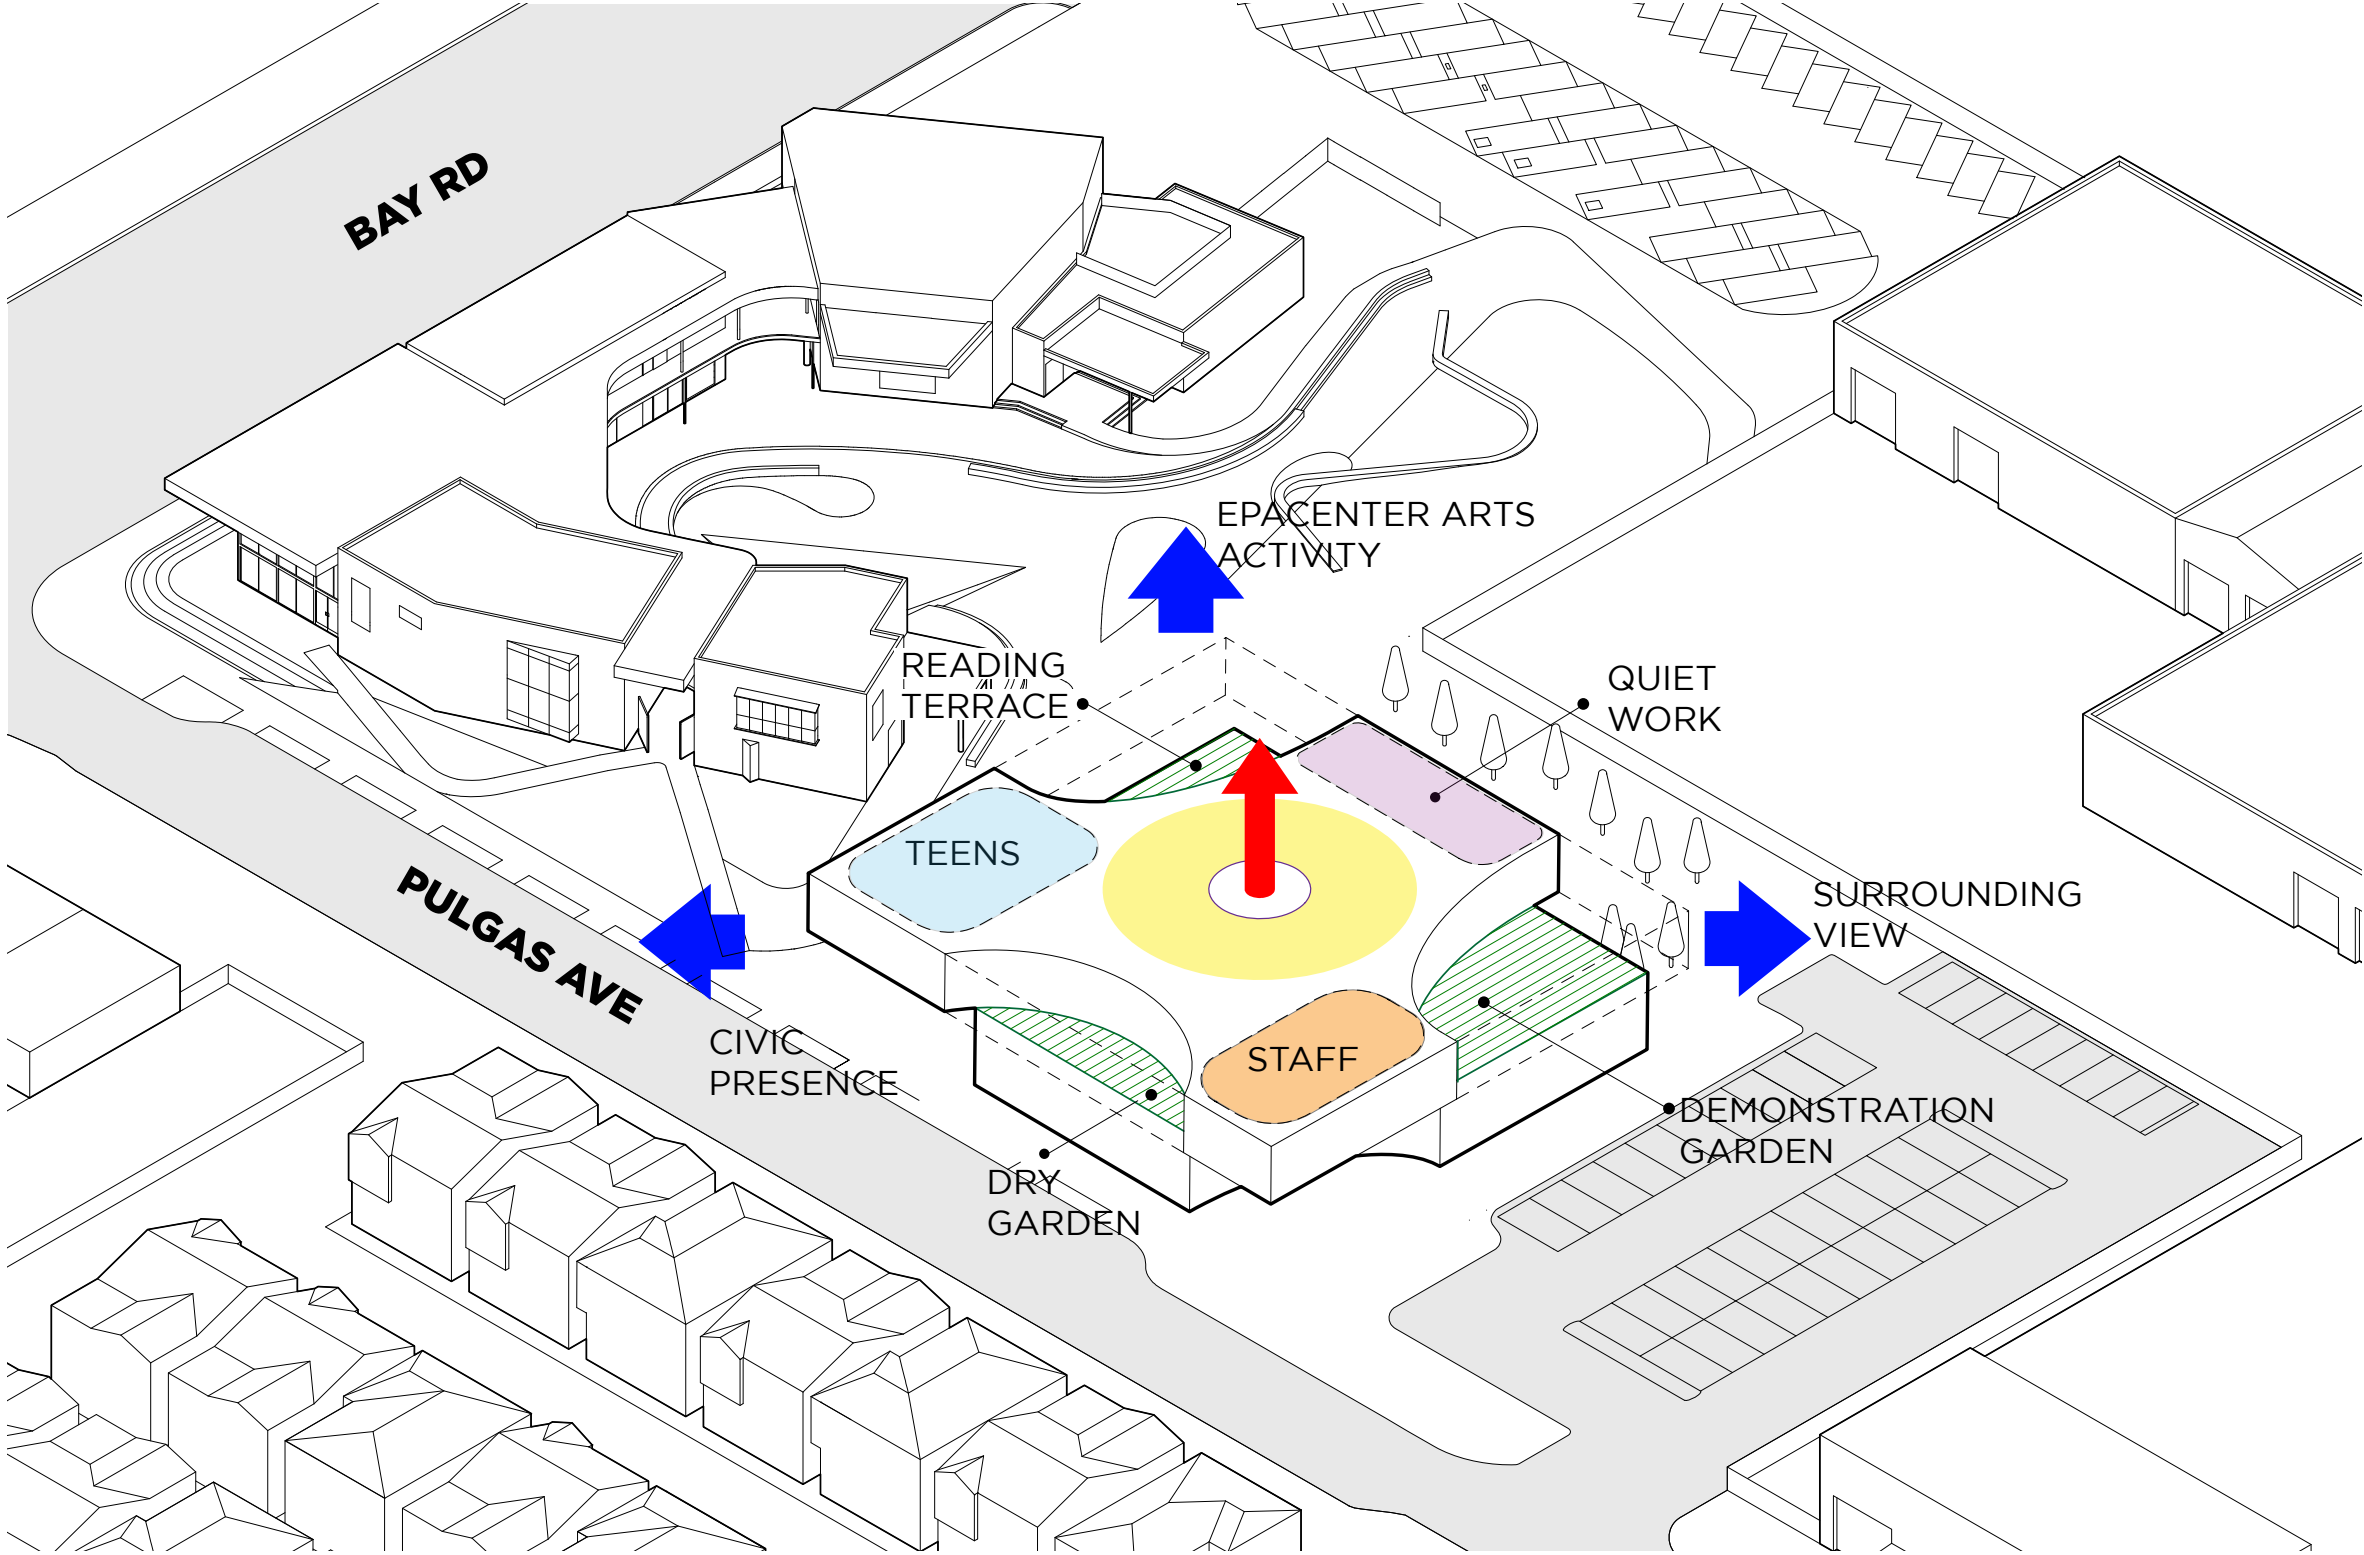 BAY RD
EPACENTER ARTS
ACTIVITY
READING
TERRACE
QUIET
WORK
TEENS
PULGAS AVE
SURROUNDING
VIEW
CIVIC
PRESENCE
STAFF
DEMONSTRATION
GARDEN
DRY
GARDEN